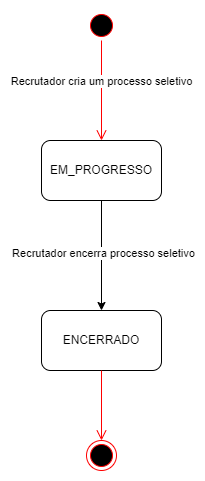 Recrutador cria um processo seletivo
EM_PROGRESSO
Recrutador encerra processo seletivo
ENCERRADO